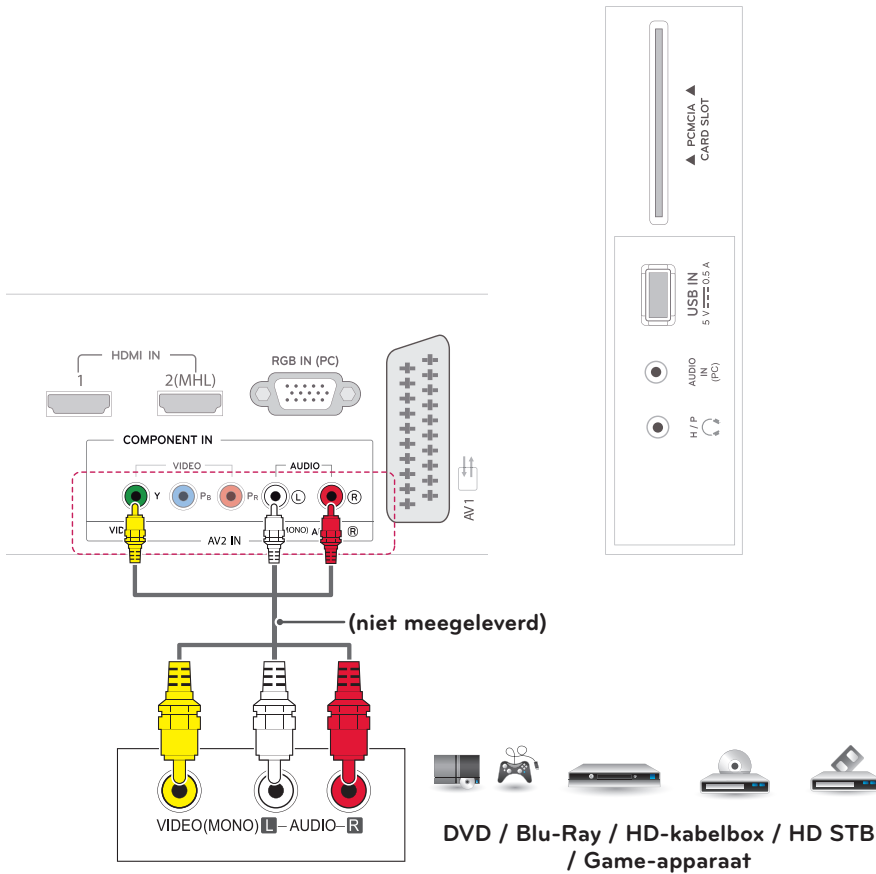 PCMCIA
CARD SLOT
USB IN
5 V 0.5 A
AUDIO
IN
(PC)
H / P
HDMI IN
1
2(MHL)
RGB IN (PC)
AV1
COMPONENT IN
VIDEO
AUDIO
Y
PB
PR
L
R
AV2 IN
R
(niet meegeleverd)
VIDEO(MONO) L-AUDIO-R
DVD / Blu-Ray / HD-kabelbox / HD STB
/ Game-apparaat